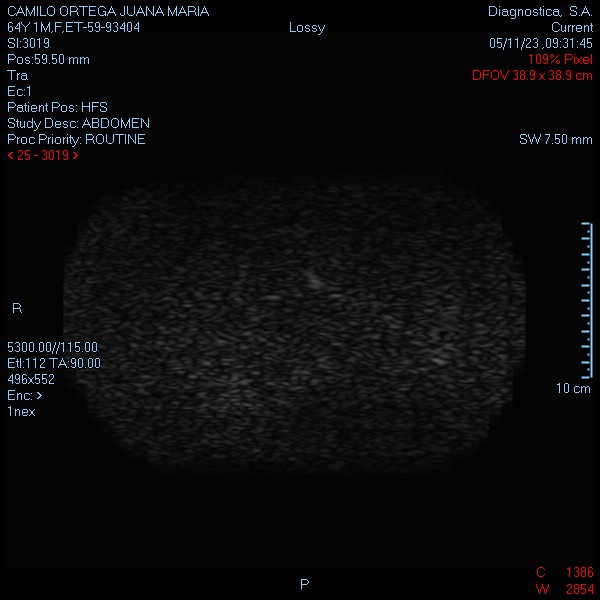 CAMILO ORTEGA JUANA MARIA
64Y 1M,F,ET-59-93404
SI:3019
Pos:59.50 mm
Tra
Ec:1
Patient Pos: HFS
Study Desc: ABDOMEN
Proc Priority: ROUTINE
< 25 - 3019 >
Lossy
Diagnostica, S.A.
Current
05/11/23 ,09:31:45
109% Pixel
DFOV 38.9 x 38.9 cm
SW 7.50 mm
R
5300.00//115.00
Etl:112 TA:90.00
496x552
Enc: >
1nex
10 cm
P
C 1386
W 2854